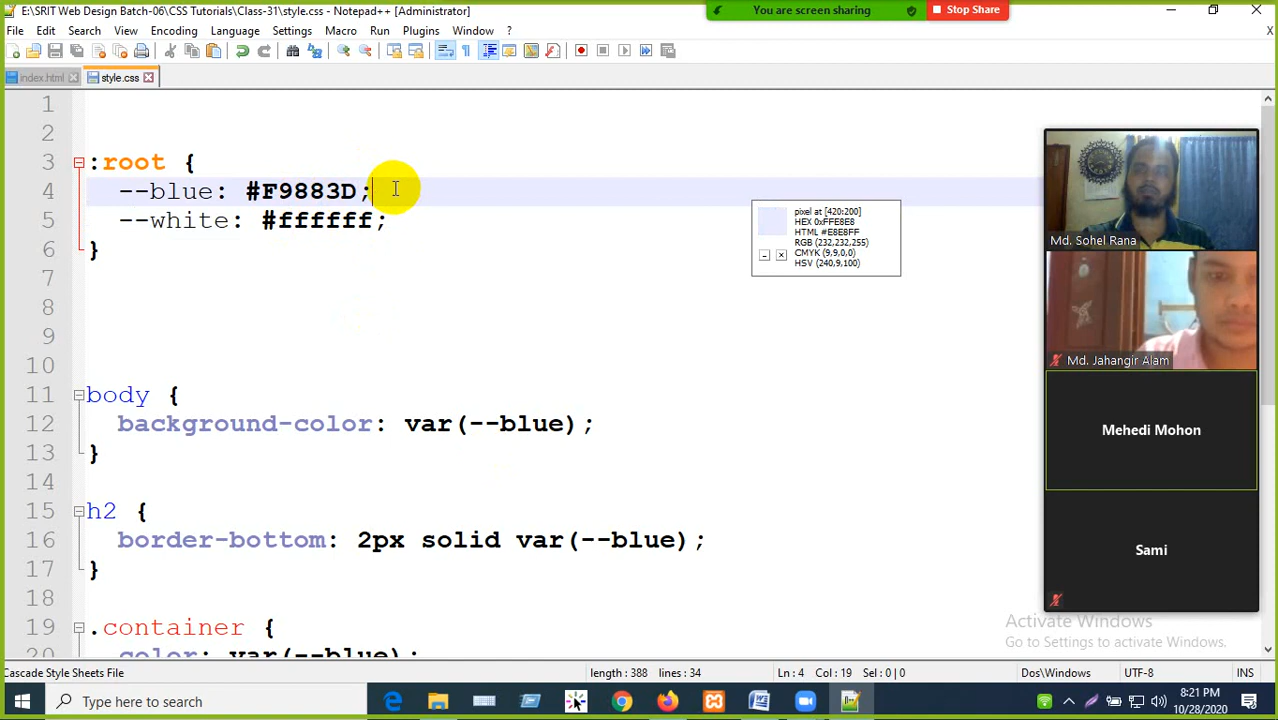 E:\SRIT Web Design Batch-06\CSS Tutorials\Class-31\style.css - Notepad++ [Administrator]
You are screen sharing
Stop Share
File Edit Search View Encoding Language Settings Macro Run Plugins Window ?
index.html style.css
1
2
3 :root {
4 --blue: #F9883D;
5 --white: #ffffff;
6 }
7
8
9
10
11 body {
12 background-color: var(--blue);
13 }
14
15 h2 {
16 border-bottom: 2px solid var(--blue);
17 }
18
19 .container {
20 color: var(--blue);
pixel at [420:200]
HEX 0xFFE8E8
HTML #E8E8FF
RGB (232,232,255)
CMYK (9,9,0,0)
HSV (240,9,100)
Md. Sohel Rana
Md. Jahangir Alam
Mehedi Mohon
Sami
Activate Windows
Go to Settings to activate Windows.
Cascade Style Sheets File length : 388 lines : 34 Ln : 4 Col : 19 Sel : 0 | 0 Dos\Windows UTF-8 INS
Type here to search
8:21 PM
10/28/2020